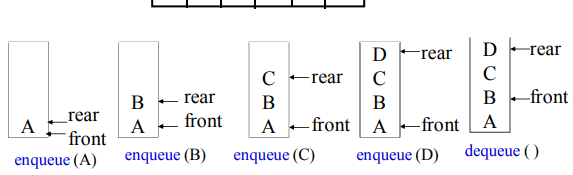 A rear front enqueue (A)
B A rear front enqueue (B)
C B A rear front enqueue (C)
D C B A rear front enqueue (D)
D C B A rear front dequeue ( )